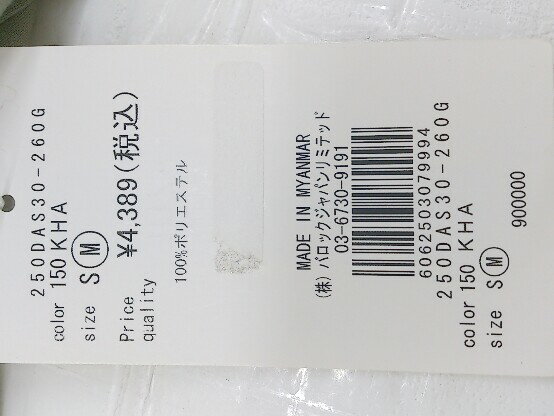 250DAS30-260G
color 150 KHA
size S M
Price ¥4,389(税込)
quality
100%ポリエステル
MADE IN MYANMAR
(株)バロックジャパンリミテッド
03-6730-9191
6062503079994
250DAS30-260G
color 150 KHA
size S M
900000